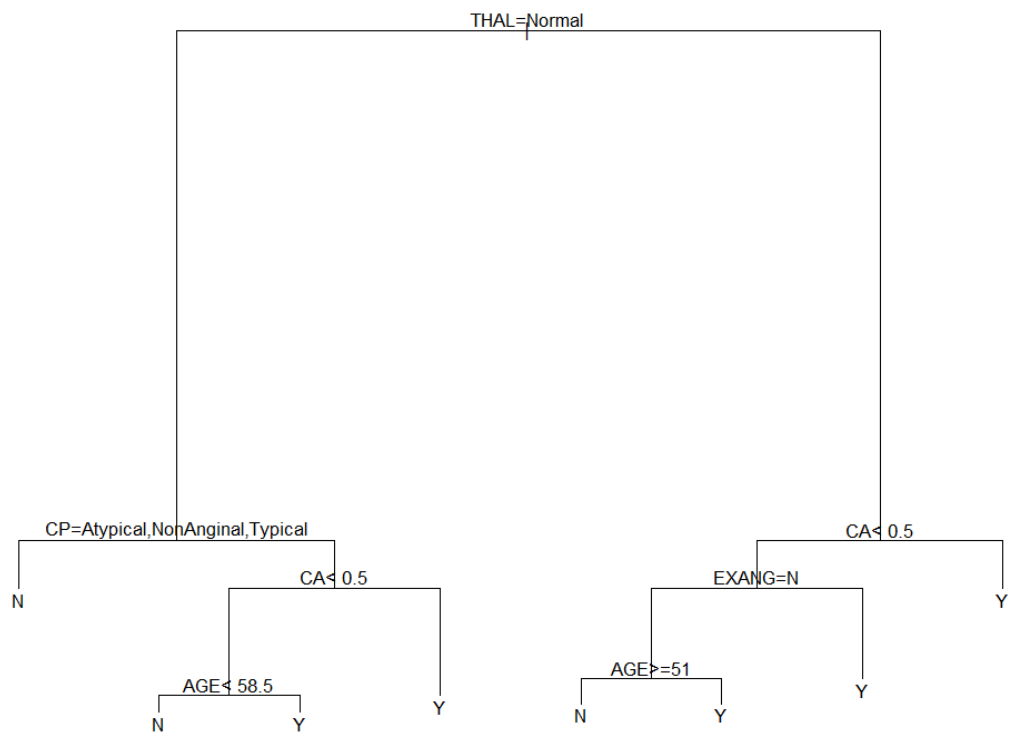 THAL=Normal
CP=Atypical,NonAnginal,Typical
CA< 0.5
CA< 0.5
EXANG=N
N
Y
AGE>=51
AGE< 58.5
Y
Y
N
Y
N
Y